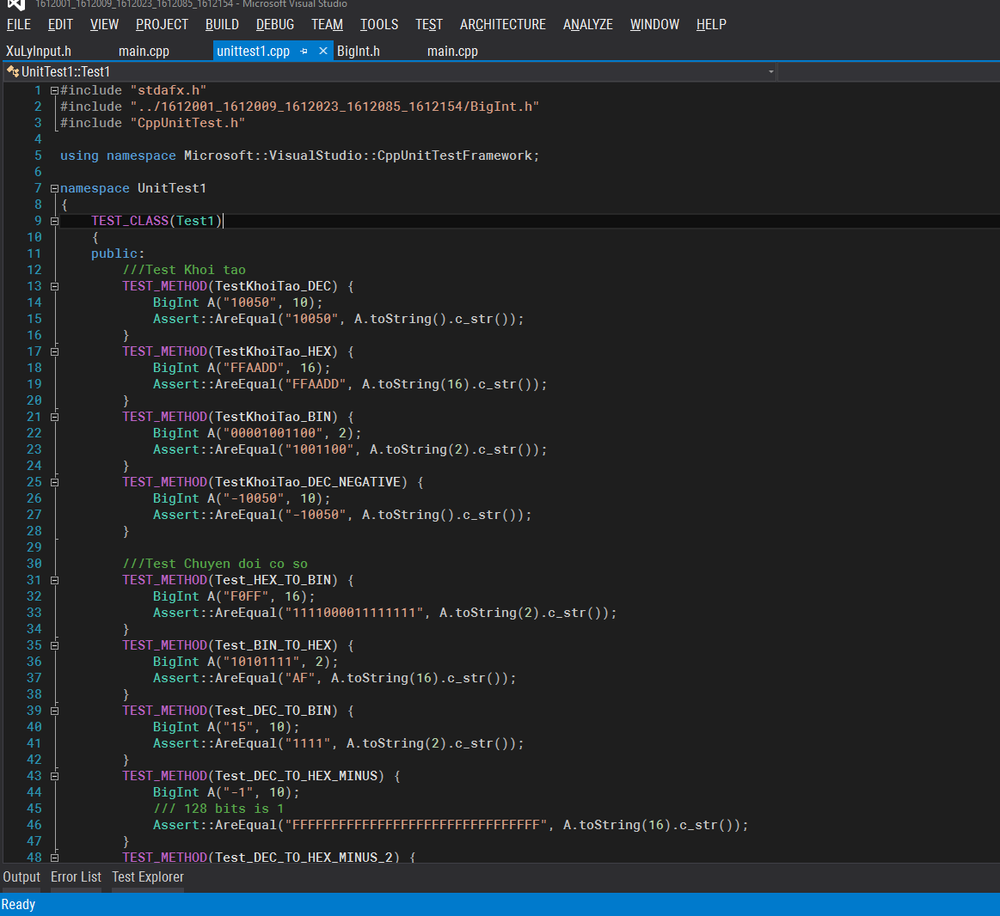 1612001_1612009_1612023_1612085_1612154 - Microsoft Visual Studio
FILE EDIT VIEW PROJECT BUILD DEBUG TEAM TOOLS TEST ARCHITECTURE ANALYZE WINDOW HELP
XuLyInput.h main.cpp unittest1.cpp BigInt.h main.cpp
UnitTest1::Test1
1 #include "stdafx.h"
2 #include "../1612001_1612009_1612023_1612085_1612154/BigInt.h"
3 #include "CppUnitTest.h"
4
5 using namespace Microsoft::VisualStudio::CppUnitTestFramework;
6
7 namespace UnitTest1
8 {
9 TEST_CLASS(Test1)
10 {
11 public:
12 ///Test Khoi tao
13 TEST_METHOD(TestKhoiTao_DEC) {
14 BigInt A("10050", 10);
15 Assert::AreEqual("10050", A.toString().c_str());
16 }
17 TEST_METHOD(TestKhoiTao_HEX) {
18 BigInt A("FFAADD", 16);
19 Assert::AreEqual("FFAADD", A.toString(16).c_str());
20 }
21 TEST_METHOD(TestKhoiTao_BIN) {
22 BigInt A("00001001100", 2);
23 Assert::AreEqual("1001100", A.toString(2).c_str());
24 }
25 TEST_METHOD(TestKhoiTao_DEC_NEGATIVE) {
26 BigInt A("-10050", 10);
27 Assert::AreEqual("-10050", A.toString().c_str());
28 }
29
30 ///Test Chuyen doi co so
31 TEST_METHOD(Test_HEX_TO_BIN) {
32 BigInt A("F0FF", 16);
33 Assert::AreEqual("1111000011111111", A.toString(2).c_str());
34 }
35 TEST_METHOD(Test_BIN_TO_HEX) {
36 BigInt A("10101111", 2);
37 Assert::AreEqual("AF", A.toString(16).c_str());
38 }
39 TEST_METHOD(Test_DEC_TO_BIN) {
40 BigInt A("15", 10);
41 Assert::AreEqual("1111", A.toString(2).c_str());
42 }
43 TEST_METHOD(Test_DEC_TO_HEX_MINUS) {
44 BigInt A("-1", 10);
45 /// 128 bits is 1
46 Assert::AreEqual("FFFFFFFFFFFFFFFFFFFFFFFFFFFFFFFF", A.toString(16).c_str());
47 }
48 TEST_METHOD(Test_DEC_TO_HEX_MINUS_2) {
Output Error List Test Explorer
Ready